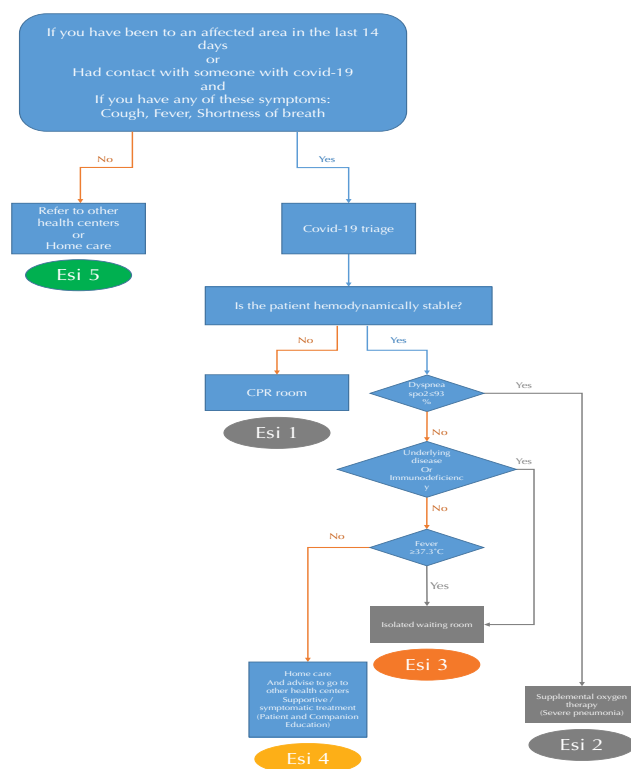 If you have been to an affected area in the last 14
days
or
Had contact with someone with covid-19
and
If you have any of these symptoms:
Cough, Fever, Shortness of breath
No
Yes
Refer to other
health centers
or
Home care
Esi 5
Covid-19 triage
Is the patient hemodynamically stable?
No
Yes
CPR room
Esi 1
Dyspnea
spo2≤93
%
Yes
No
Underlying
disease
Or
Immunodeficienc
y
Yes
No
Fever
≥37.3°C
No
Yes
Isolated waiting room
Esi 3
Home care
And advise to go to
other health centers
Supportive /
symptomatic treatment
(Patient and Companion
Education)
Esi 4
Supplemental oxygen
therapy
(Severe pneumonia)
Esi 2